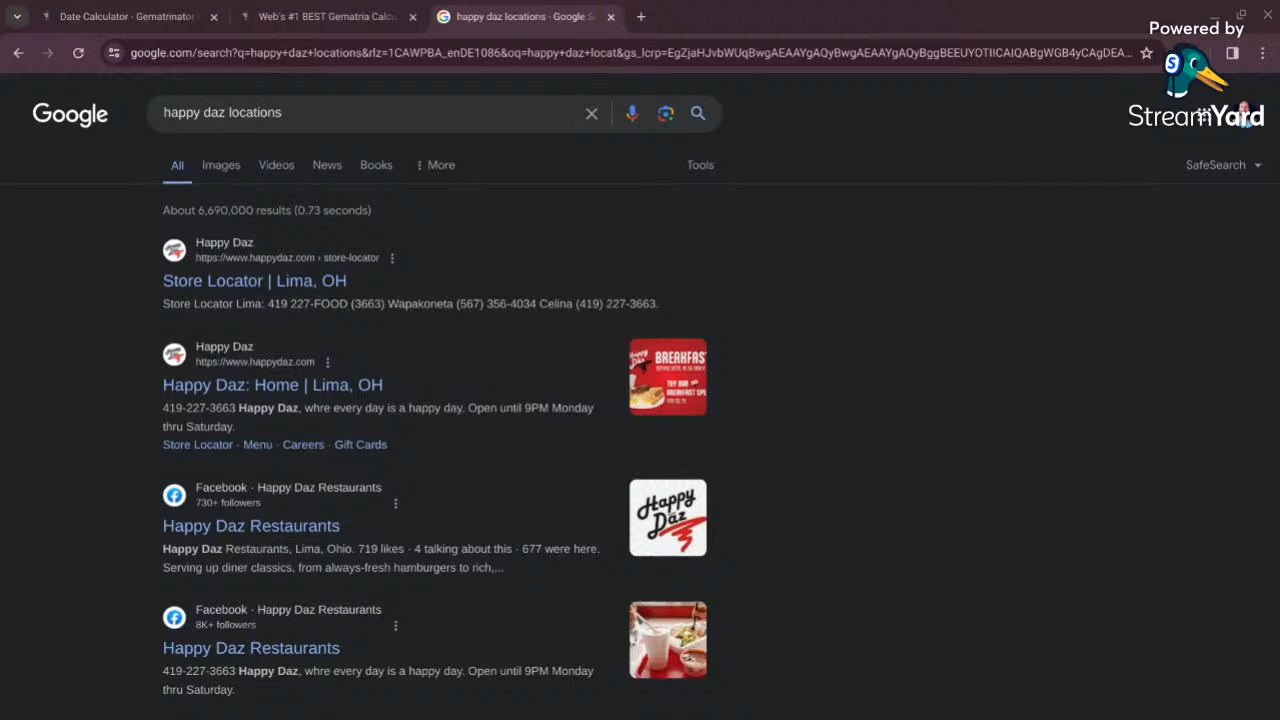 Date Calculator - Gematrinator
Web's #1 BEST Gematria Calcu
happy daz locations - Google S
Powered by
google.com/search?q=happy+daz+locations&rlz=1CAWPBA_enDE1086&oq=happy+daz+locat&gs_lcrp=EgZjaHJvbWUqBwgAEAAYgAQyBwgAEAAYgAQyBggBEEUYOTIICAIQABgWGB4yCAgDEA...
StreamYard
Google
happy daz locations
All Images Videos News Books More Tools SafeSearch
About 6,690,000 results (0.73 seconds)
Happy Daz
https://www.happydaz.com › store-locator
Store Locator | Lima, OH
Store Locator Lima: 419 227-FOOD (3663) Wapakoneta (567) 356-4034 Celina (419) 227-3663.
Happy Daz
https://www.happydaz.com
Happy Daz: Home | Lima, OH
419-227-3663 Happy Daz, whre every day is a happy day. Open until 9PM Monday
thru Saturday.
Store Locator · Menu · Careers · Gift Cards
BREAKFAS
TRY OUR
BREAKFAST SPE
Facebook · Happy Daz Restaurants
730+ followers
Happy Daz Restaurants
Happy Daz Restaurants, Lima, Ohio. 719 likes · 4 talking about this · 677 were here.
Serving up diner classics, from always-fresh hamburgers to rich,...
Happy
Daz
Facebook · Happy Daz Restaurants
8K+ followers
Happy Daz Restaurants
419-227-3663 Happy Daz, whre every day is a happy day. Open until 9PM Monday
thru Saturday.